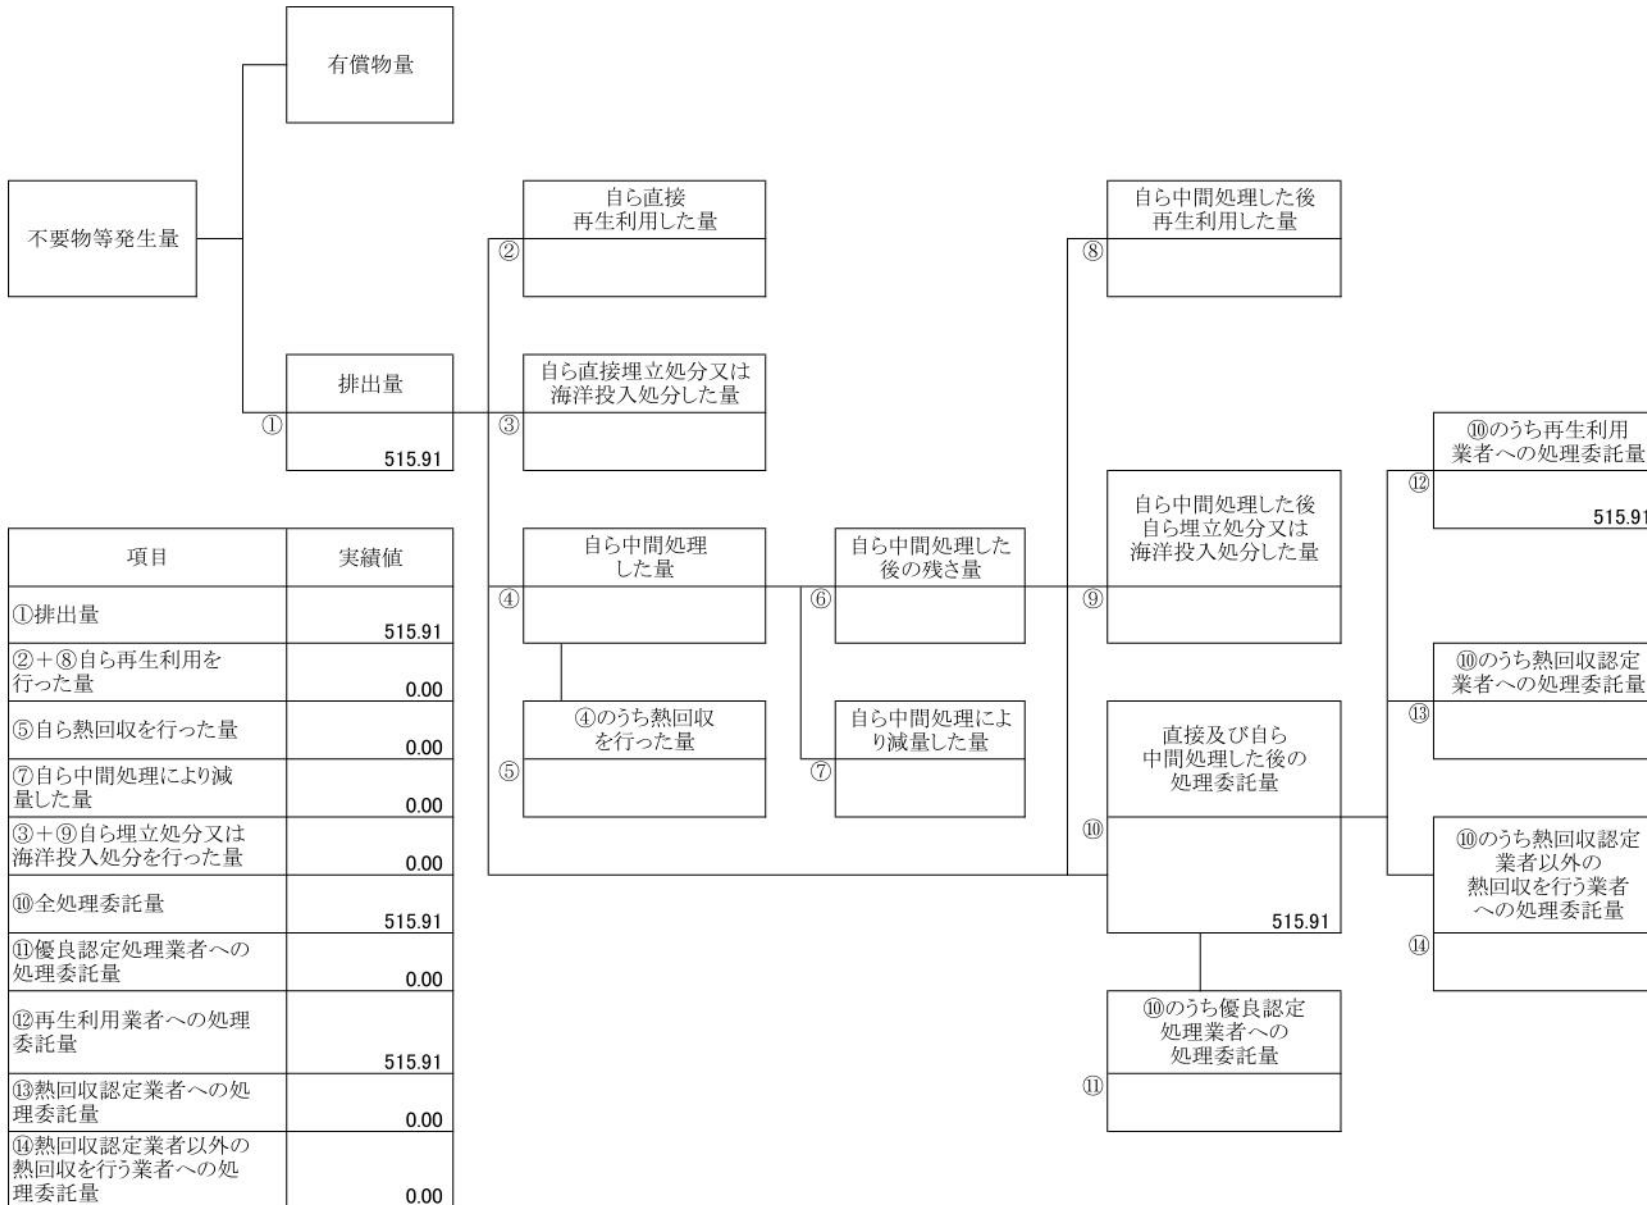 有償物量
不要物等発生量
自ら直接
再生利用した量
②
自ら中間処理した後
再生利用した量
⑧
排出量
①
515.91
自ら直接埋立処分又は
海洋投入処分した量
③
⑩のうち再生利用
業者への処理委託量
⑫
515.91
自ら中間処理
した量
④
自ら中間処理した
後の残さ量
⑥
自ら中間処理した後
自ら埋立処分又は
海洋投入処分した量
⑨
⑩のうち熱回収認定
業者への処理委託量
⑬
④のうち熱回収
を行った量
⑤
自ら中間処理によ
り減量した量
⑦
直接及び自ら
中間処理した後の
処理委託量
⑩
515.91
⑩のうち熱回収認定
業者以外の
熱回収を行う業者
への処理委託量
⑭
⑩のうち優良認定
処理業者への
処理委託量
⑪
項目 実績値
①排出量 515.91
②+⑧自ら再生利用を
行った量 0.00
⑤自ら熱回収を行った量 0.00
⑦自ら中間処理により減
量した量 0.00
③+⑨自ら埋立処分又は
海洋投入処分を行った量 0.00
⑩全処理委託量 515.91
⑪優良認定処理業者への
処理委託量 0.00
⑫再生利用業者への処理
委託量 515.91
⑬熱回収認定業者への処
理委託量 0.00
⑭熱回収認定業者以外の
熱回収を行う業者への処
理委託量 0.00